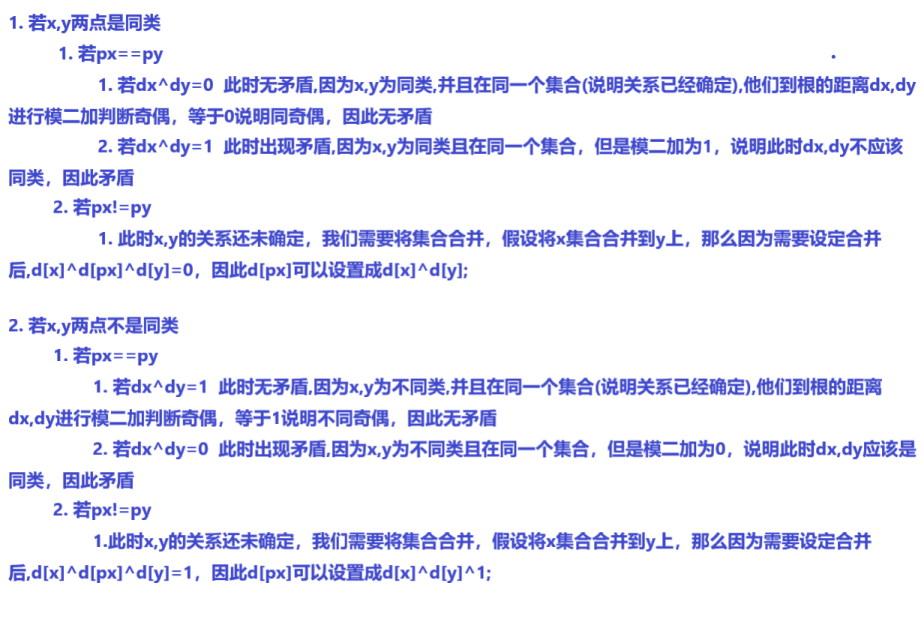 1. 若x,y两点是同类
1. 若px==py
1. 若dx^dy=0 此时无矛盾,因为x,y为同类,并且在同一个集合(说明关系已经确定),他们到根的距离dx,dy
进行模二加判断奇偶，等于0说明同奇偶，因此无矛盾
2. 若dx^dy=1 此时出现矛盾,因为x,y为同类且在同一个集合，但是模二加为1，说明此时dx,dy不应该
同类，因此矛盾
2. 若px!=py
1. 此时x,y的关系还未确定，我们需要将集合合并，假设将x集合合并到y上，那么因为需要设定合并
后,d[x]^d[px]^d[y]=0，因此d[px]可以设置成d[x]^d[y];
2. 若x,y两点不是同类
1. 若px==py
1. 若dx^dy=1 此时无矛盾,因为x,y为不同类,并且在同一个集合(说明关系已经确定),他们到根的距离
dx,dy进行模二加判断奇偶，等于1说明不同奇偶，因此无矛盾
2. 若dx^dy=0 此时出现矛盾,因为x,y为不同类且在同一个集合，但是模二加为0，说明此时dx,dy应该是
同类，因此矛盾
2. 若px!=py
1.此时x,y的关系还未确定，我们需要将集合合并，假设将x集合合并到y上，那么因为需要设定合并
后,d[x]^d[px]^d[y]=1，因此d[px]可以设置成d[x]^d[y]^1;